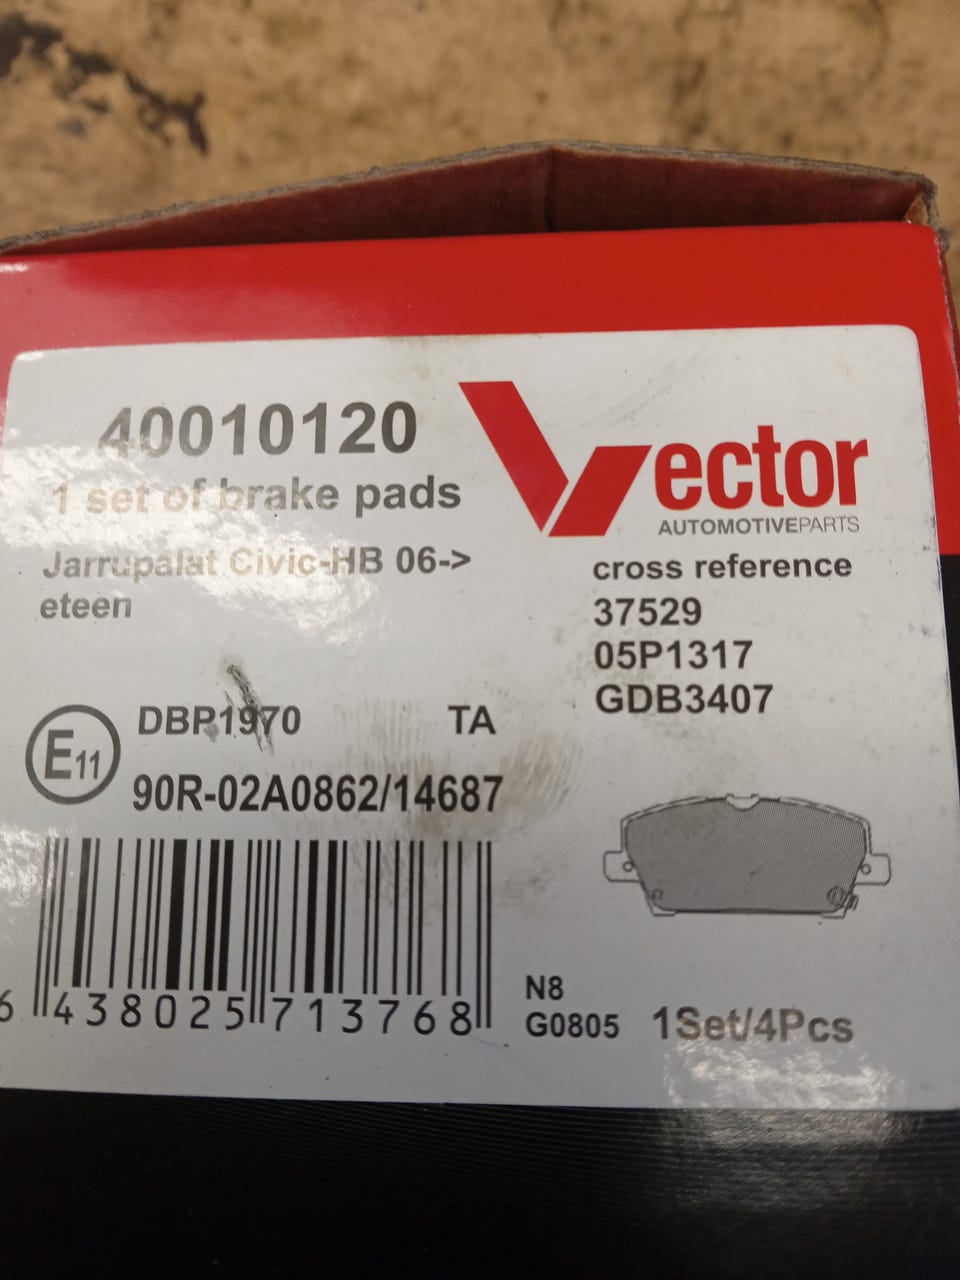 40010120
1 set of brake pads
Jarrupalat Civic-HB 06->
eteen
Vector
AUTOMOTIVEPARTS
cross reference
37529
05P1317
GDB3407
E11
DBP1970 TA
90R-02A0862/14687
6 438025 713768
N8
G0805
1Set/4Pcs